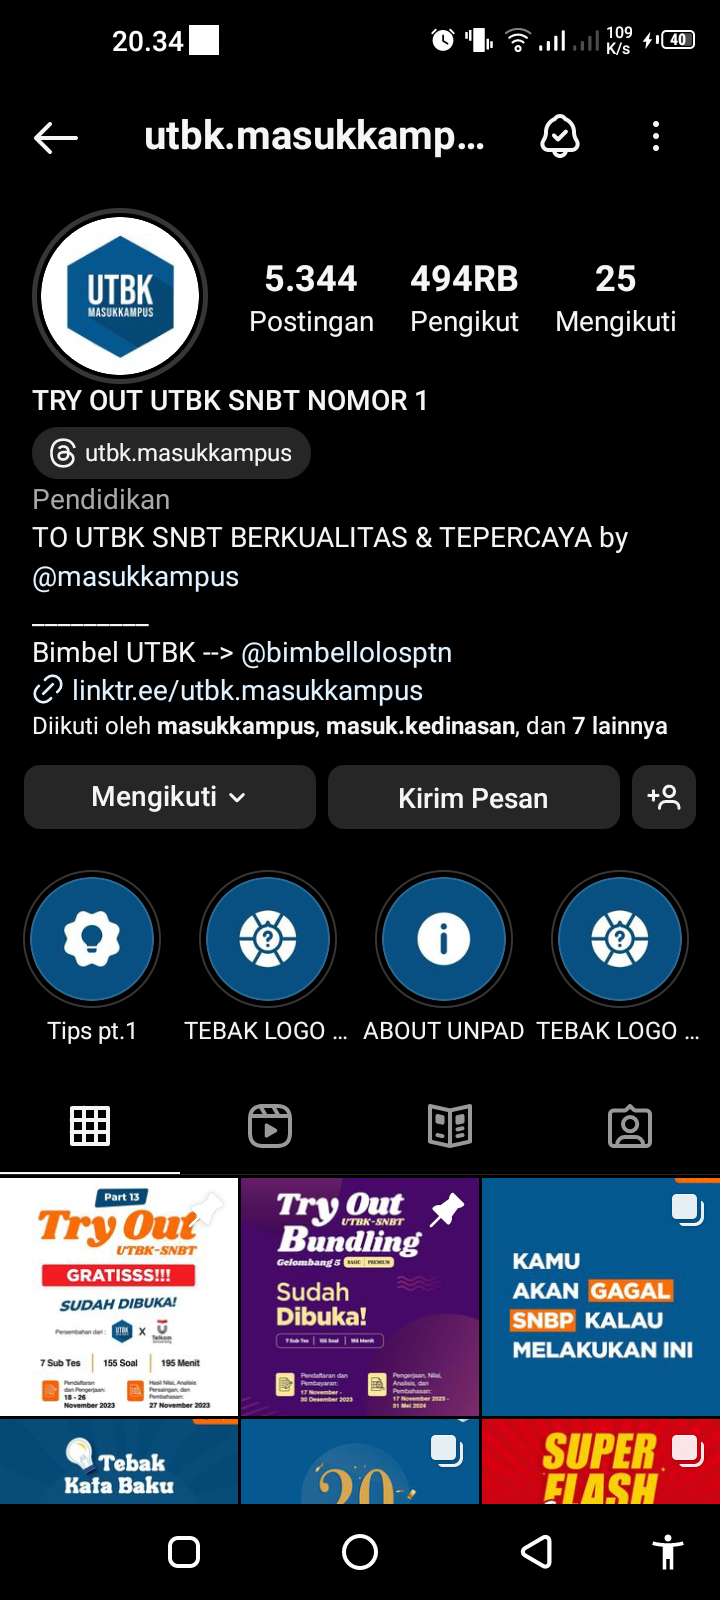 20.34
109
K/s
40
utbk.masukkamp...
UTBK
MASUKKAMPUS
5.344 494RB 25
Postingan Pengikut Mengikuti
TRY OUT UTBK SNBT NOMOR 1
utbk.masukkampus
Pendidikan
TO UTBK SNBT BERKUALITAS & TEPERCAYA by
@masukkampus
_________
Bimbel UTBK --> @bimbellolosptn
linktr.ee/utbk.masukkampus
Diikuti oleh masukkampus, masuk.kedinasan, dan 7 lainnya
Mengikuti Kirim Pesan
Tips pt.1 TEBAK LOGO ... ABOUT UNPAD TEBAK LOGO ...
Part 13
Try Out
UTBK-SNBT
GRATISSS!!!
SUDAH DIBUKA!
Persembahan dari : UTBK X Telkom
7 Sub Tes 155 Soal 195 Menit
Pendaftaran
dan Pengerjaan:
18 - 26
November 2023
Hasil Nilai, Analisis
Persaingan, dan
Pembahasan:
27 November 2023
Try Out
UTBK-SNBT
Bundling
Gelombang 5 BASIC PREMIUM
Sudah
Dibuka!
7 Sub Tes 155 Soal 195 Menit
Pendaftaran dan
Pembayaran:
17 November -
30 Desember 2023
Pengerjaan, Nilai,
Analisis, dan
Pembahasan:
17 November 2023 -
31 Mei 2024
KAMU
AKAN GAGAL
SNBP KALAU
MELAKUKAN INI
Tebak
Kata Baku
20
SUPER
FLASH